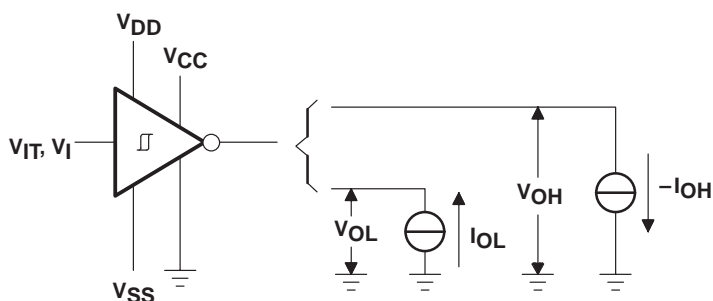 VDD
VCC
VIT, VI
VOH
–IOH
VOL
IOL
VSS